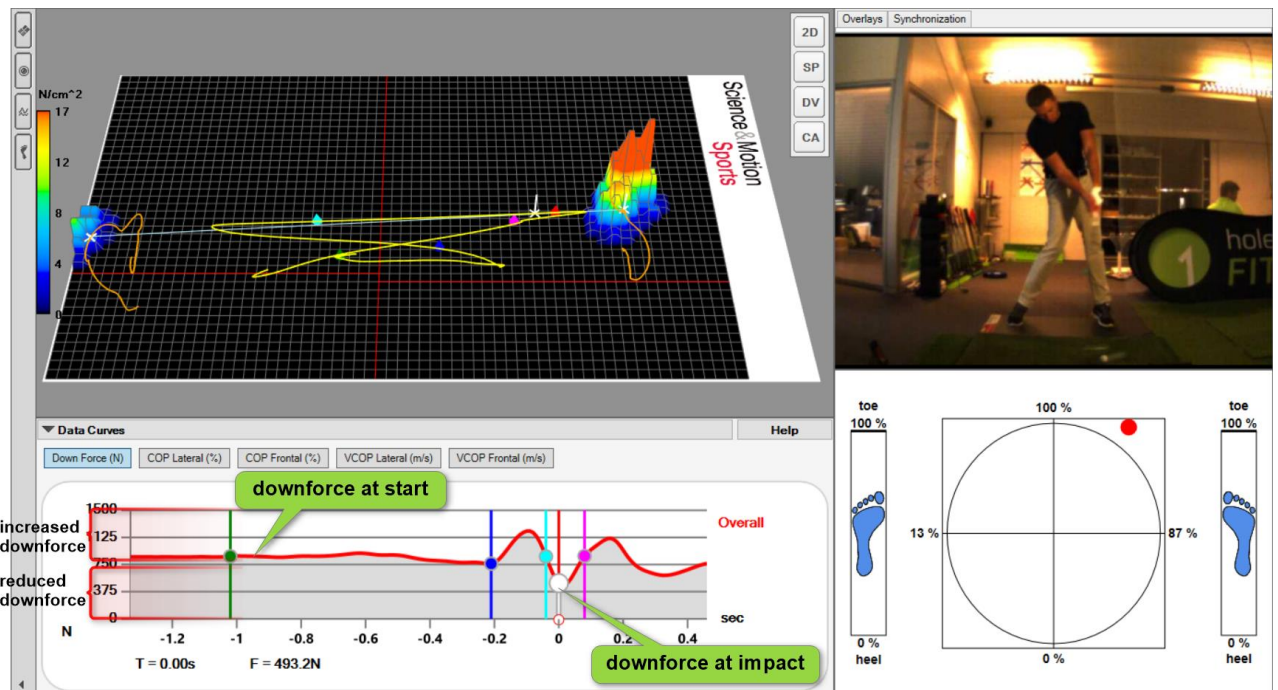 2D
SP
DV
CA
N/cm^2
17
12
8
4
0
Science&Motion
Sports
Overlays
Synchronization
hole
1
FIT
Data Curves
Help
Down Force (N)
COP Lateral (%)
COP Frontal (%)
VCOP Lateral (m/s)
VCOP Frontal (m/s)
downforce at start
1500
1125
750
375
0
increased
downforce
reduced
downforce
Overall
sec
N
-1.2
-1
-0.8
-0.6
-0.4
-0.2
0
0.2
0.4
T = 0.00s
F = 493.2N
downforce at impact
toe
100 %
0 %
heel
100 %
13 %
87 %
0 %
toe
100 %
0 %
heel